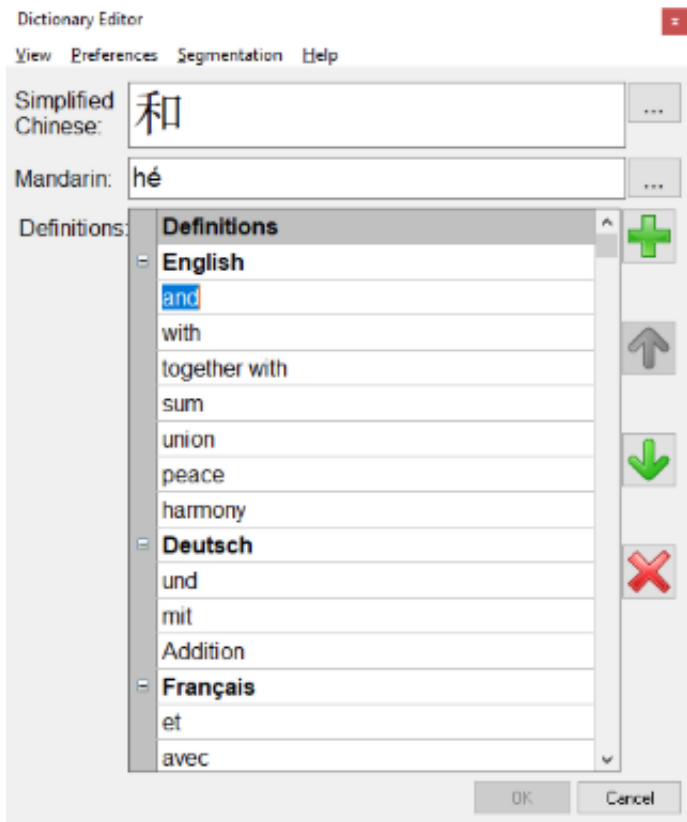 Dictionary Editor
View Preferences Segmentation Help
Simplified Chinese: 和 ...
Mandarin: hé ...
Definitions: Definitions
English
and
with
together with
sum
union
peace
harmony
Deutsch
und
mit
Addition
Français
et
avec
OK Cancel